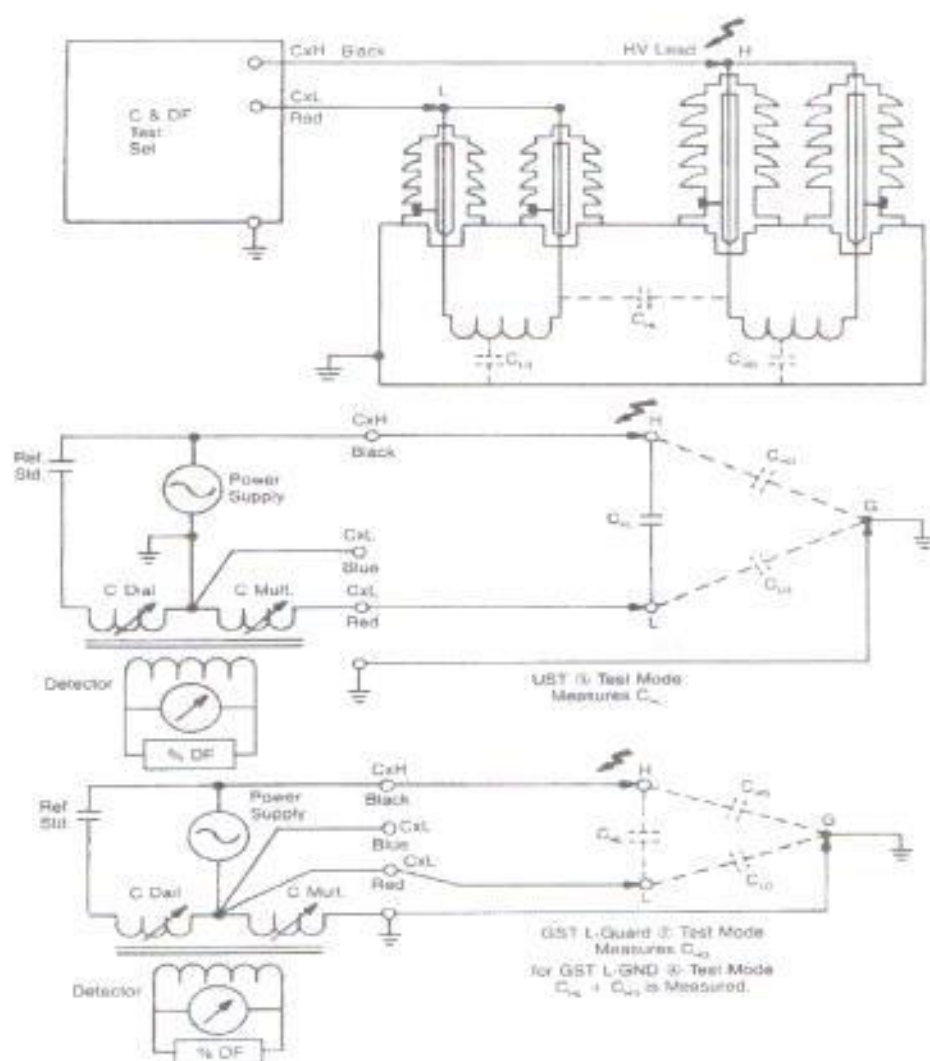 CxH Black
HV Lead
H
CxL
Red
L
C & DF
Test
Set
C
C
C
CxH
Black
H
Ref
Std.
Power
Supply
C
G
C
CxL
Blue
C Dial
C Mult.
CxL
Red
L
C
Detector
% DF
UST Test Mode
Measures C
CxH
Black
H
Ref
Std.
Power
Supply
CxL
Blue
C
C
G
CxL
Red
C
L
C Dail
C Mult.
GST L-Guard Test Mode
Measures C
for GST L-GND Test Mode
C + C is Measured.
Detector
% DF